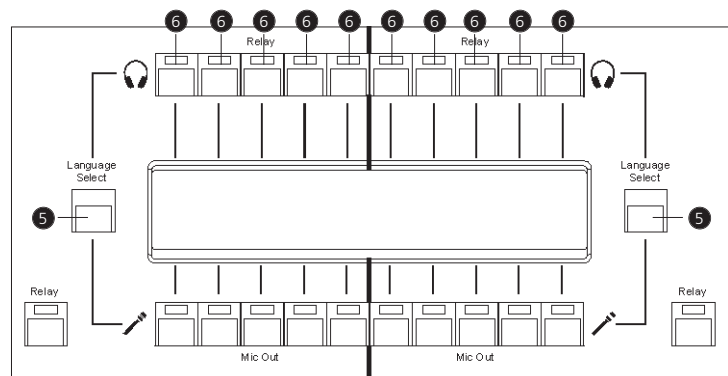 6 6 6 6 6 6 6 6 6 6
Relay Relay
Language
Select
Language
Select
5 5
Relay Relay
Mic Out Mic Out